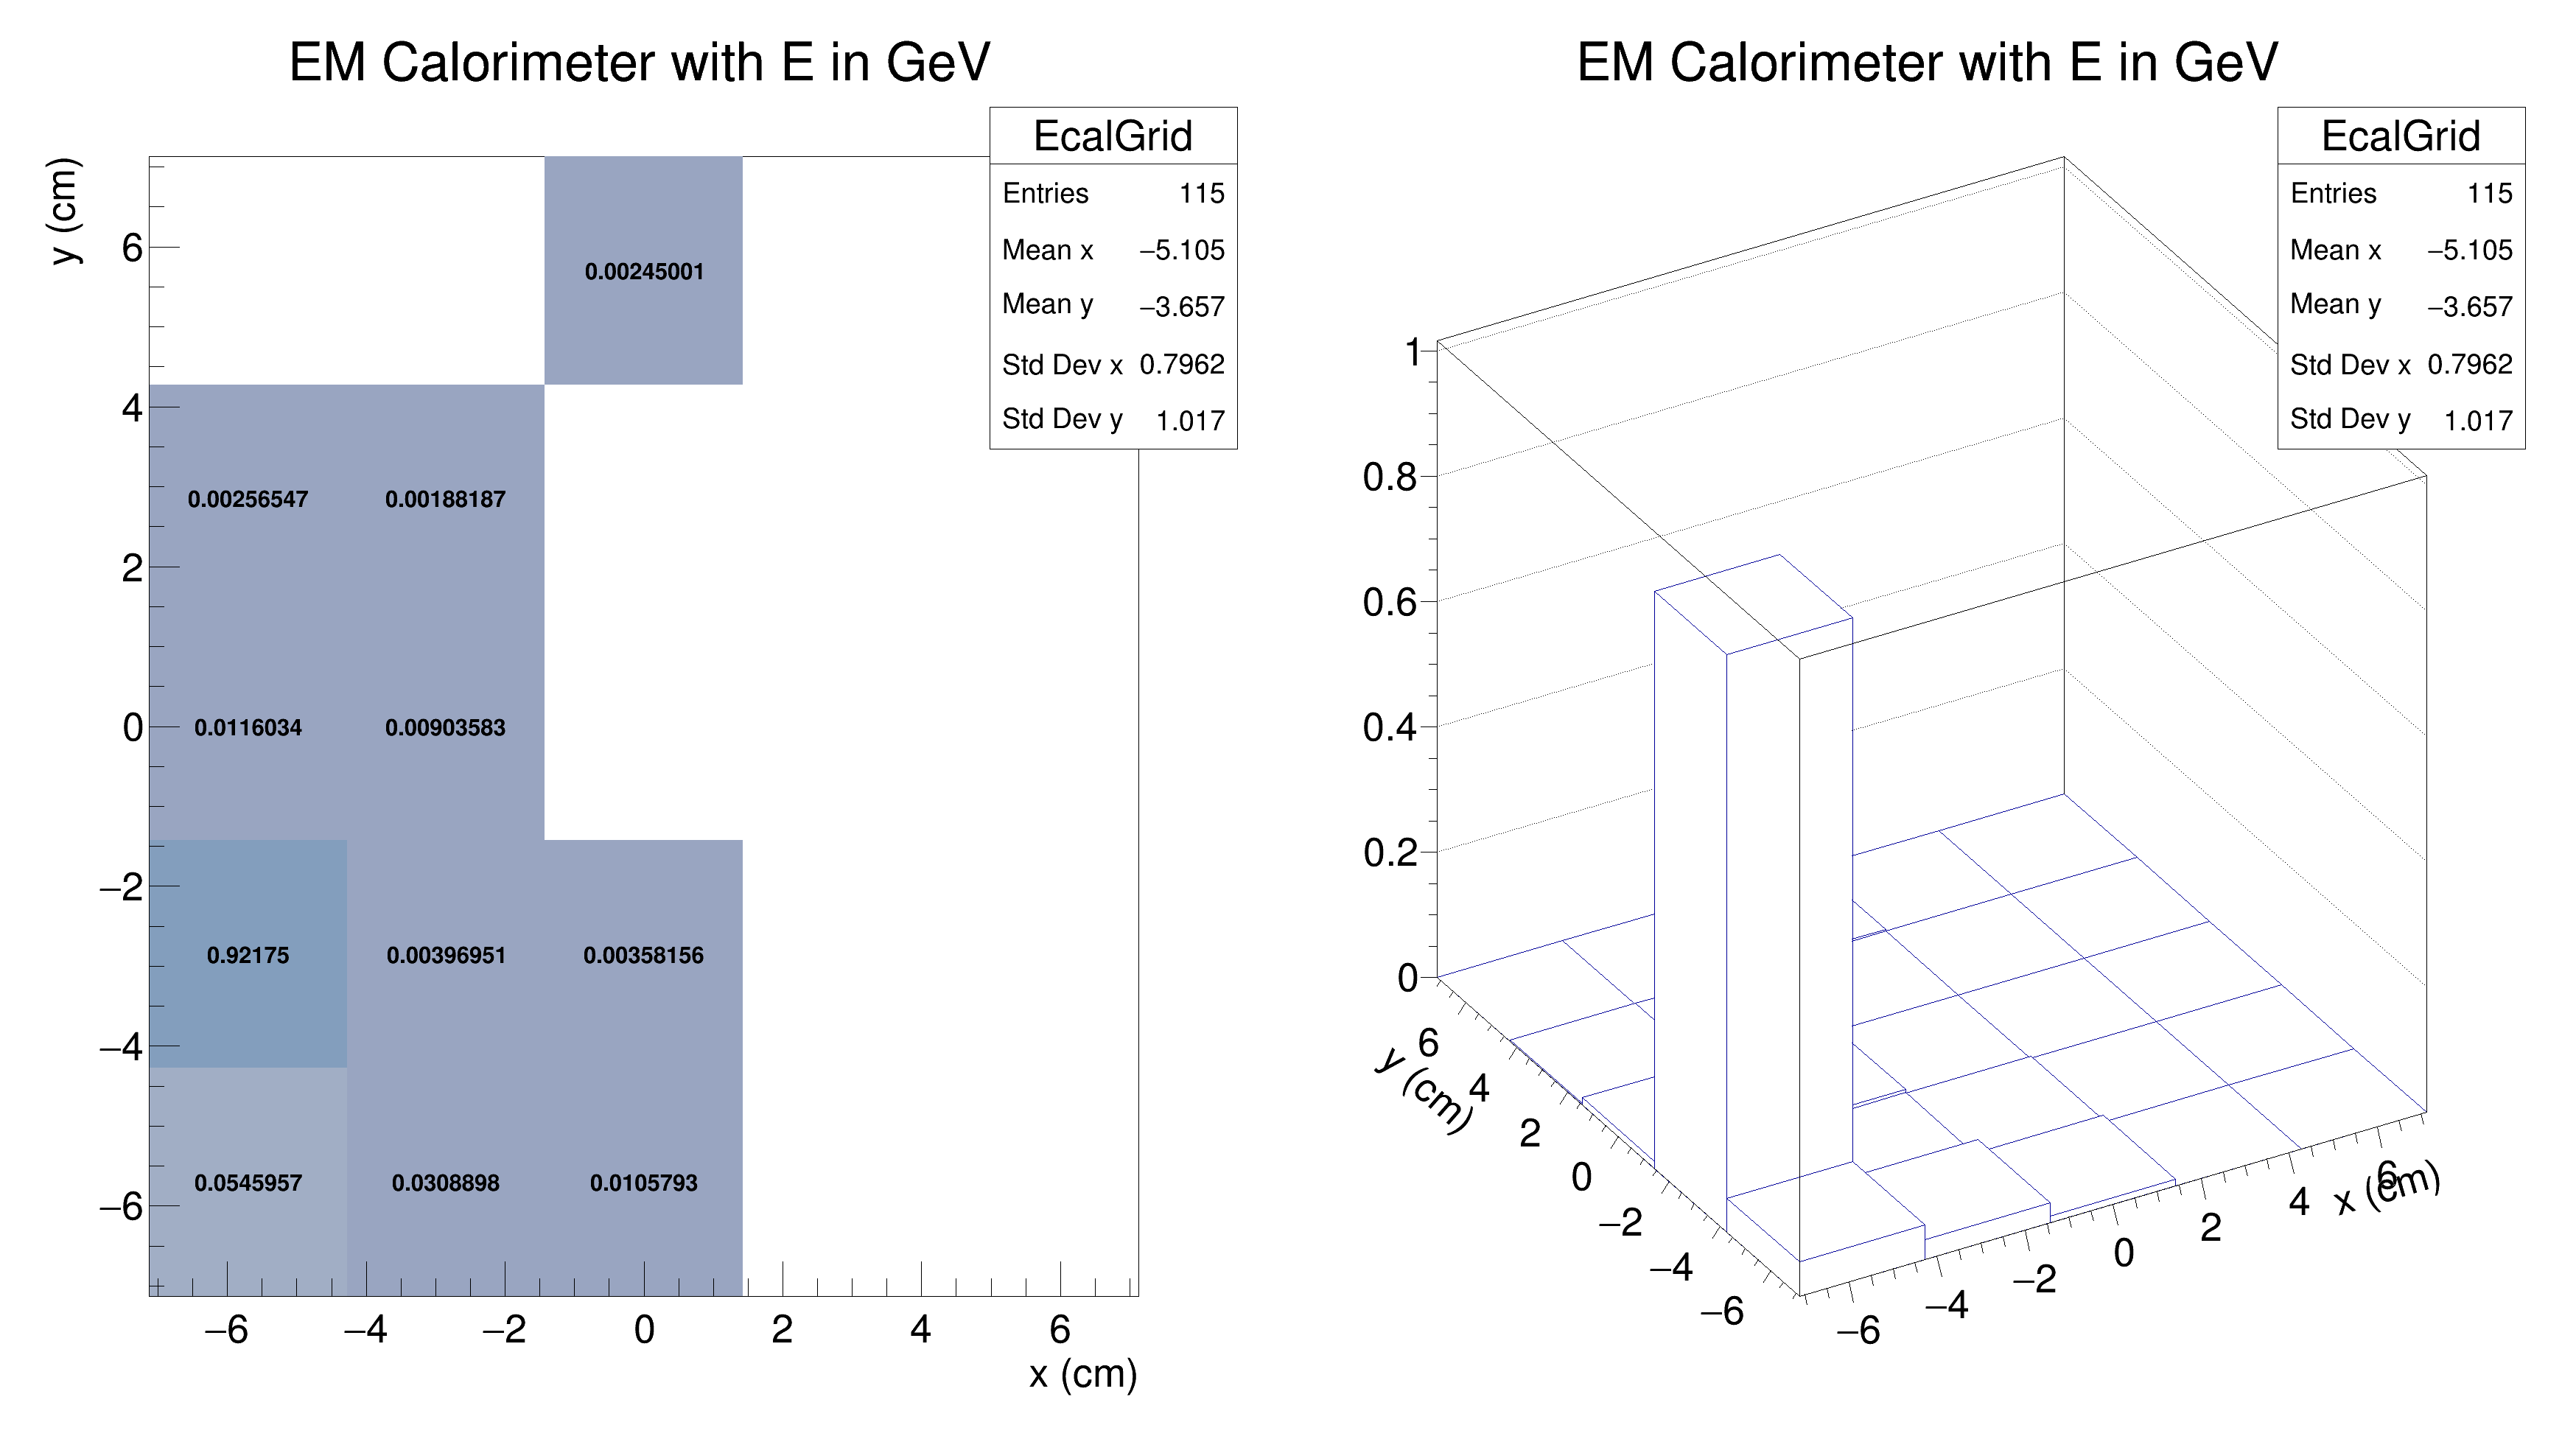 EM Calorimeter with E in GeV
EcalGrid
Entries 115
Mean x −5.105
Mean y −3.657
Std Dev x 0.7962
Std Dev y 1.017
y (cm)
6
4
2
0
−2
−4
−6
0.00245001
0.00256547 0.00188187
0.0116034 0.00903583
0.92175 0.00396951 0.00358156
0.0545957 0.0308898 0.0105793
−6 −4 −2 0 2 4 6
x (cm)
EM Calorimeter with E in GeV
EcalGrid
Entries 115
Mean x −5.105
Mean y −3.657
Std Dev x 0.7962
Std Dev y 1.017
1
0.8
0.6
0.4
0.2
0
y (cm)
6
4
2
0
−2
−4
−6
−6 −4 −2 0 2 4 6
x (cm)